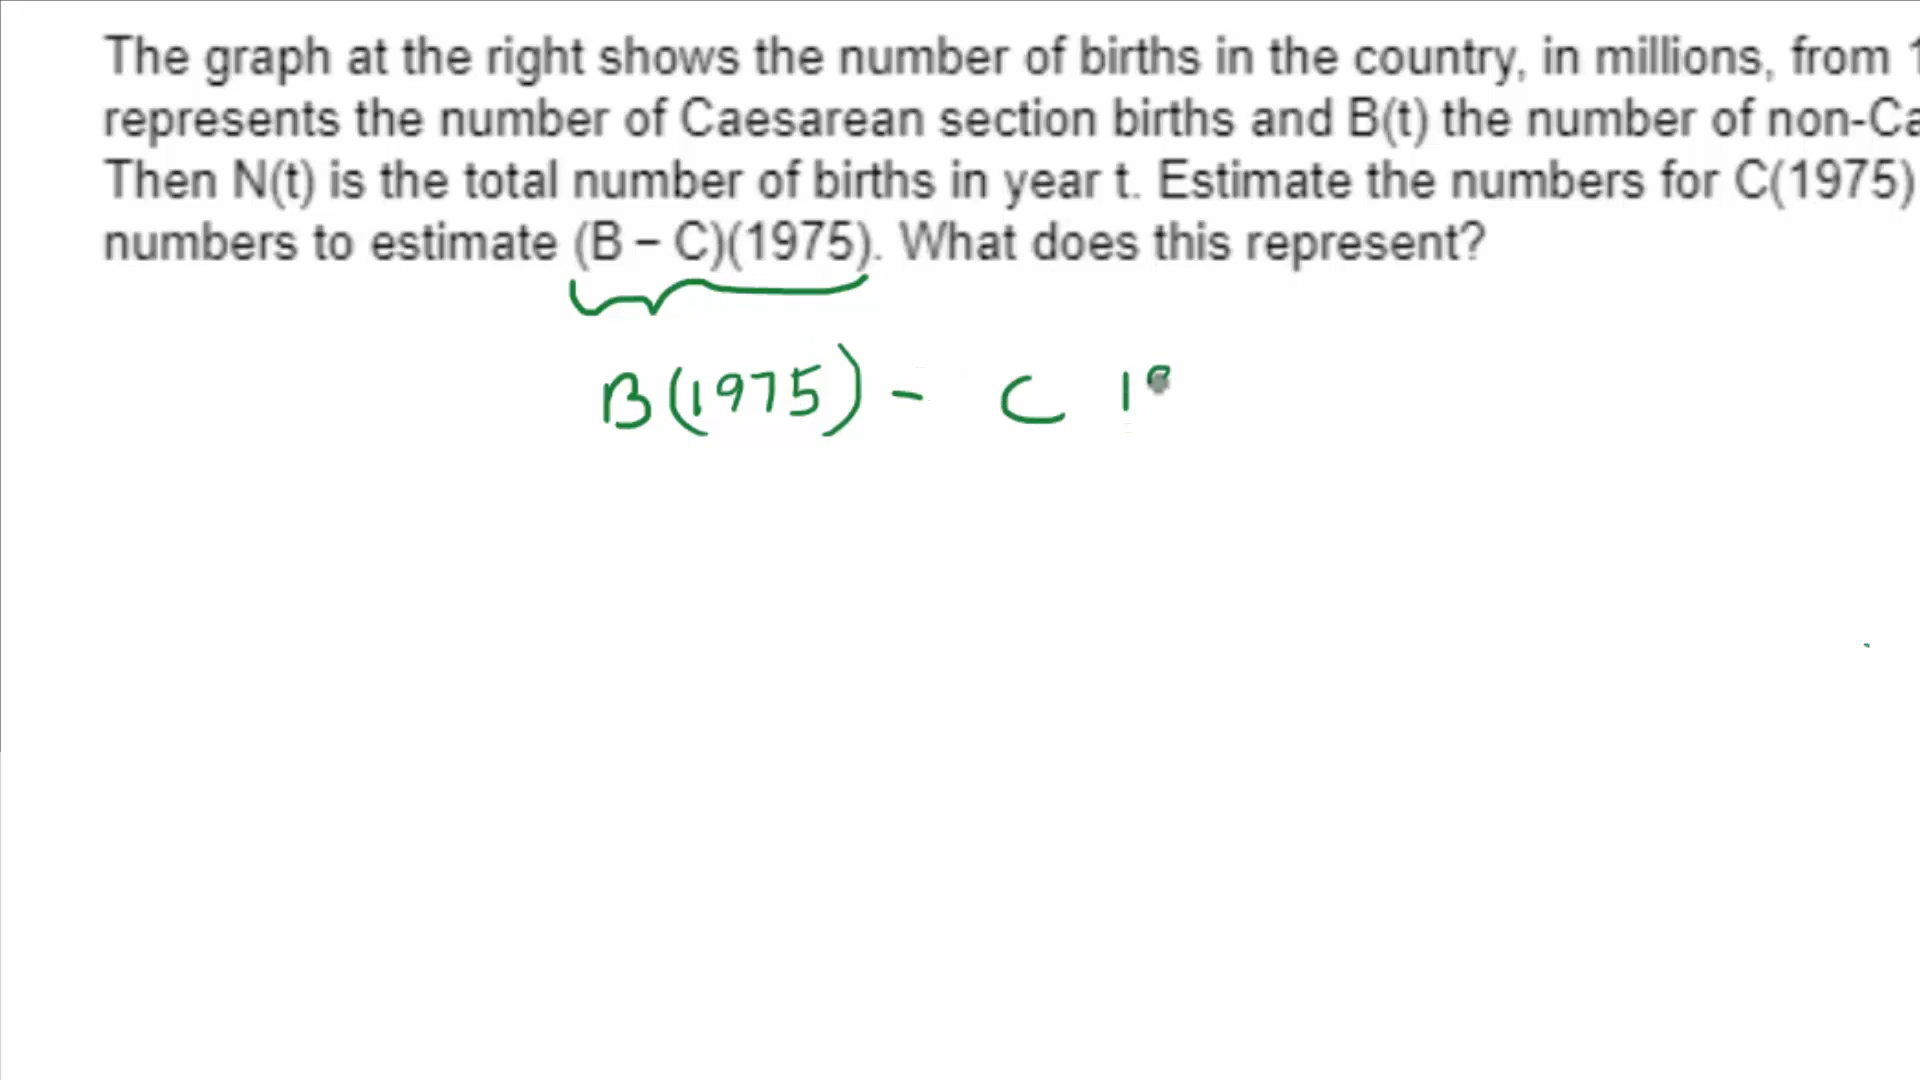 The graph at the right shows the number of births in the country, in millions, from
represents the number of Caesarean section births and B(t) the number of
Then N(t) is the total number of births in year t. Estimate the numbers for C(1975)
numbers to estimate (B – C)(1975). What does this represent?
B(1975) - C 1